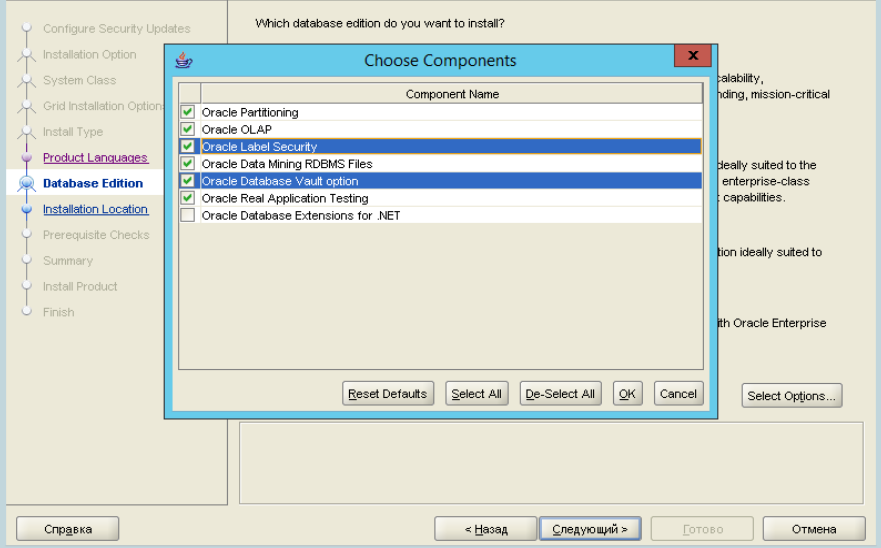 Which database edition do you want to install?
Configure Security Updates
Installation Option
System Class
Grid Installation Option
Install Type
Product Languages
Database Edition
Installation Location
Prerequisite Checks
Summary
Install Product
Finish
Choose Components
Component Name
Oracle Partitioning
Oracle OLAP
Oracle Label Security
Oracle Data Mining RDBMS Files
Oracle Database Vault option
Oracle Real Application Testing
Oracle Database Extensions for .NET
Reset Defaults
Select All
De-Select All
OK
Cancel
calability,
nding, mission-critical
deally suited to the
enterprise-class
capabilities.
tion ideally suited to
ith Oracle Enterprise
Select Options...
Справка
< Назад
Следующий >
Готово
Отмена